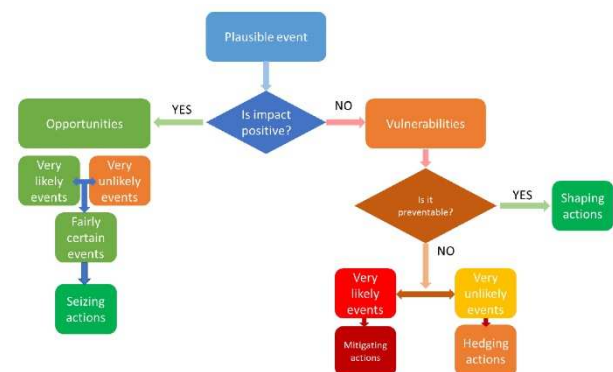 Plausible event
YES
Is impact
positive?
NO
Opportunities
Vulnerabilities
Very
likely
events
Very
unlikely
events
Fairly
certain
events
Seizing
actions
Is it
preventable?
YES
Shaping
actions
NO
Very
likely
events
Very
unlikely
events
Mitigating
actions
Hedging
actions